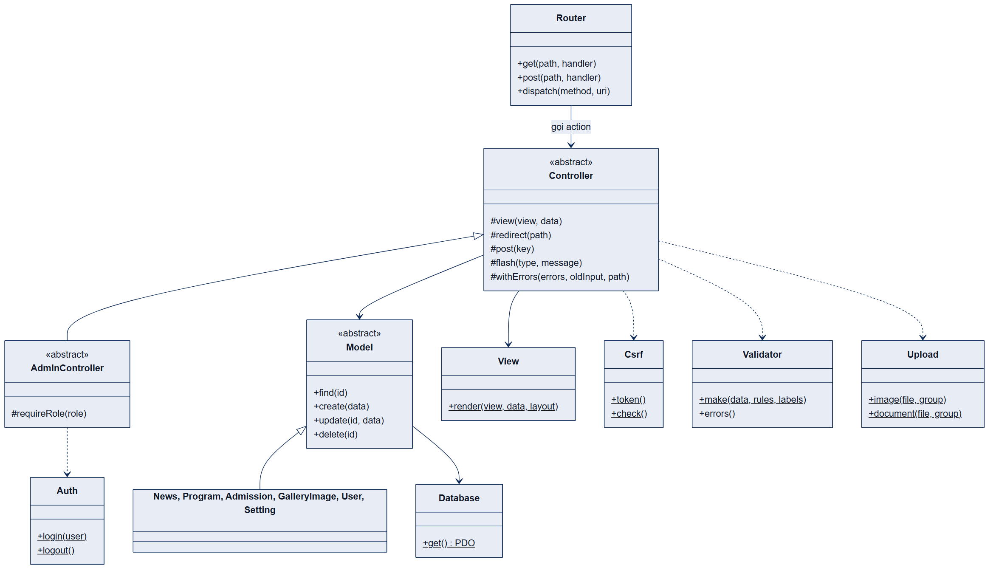 Router
+get(path, handler)
+post(path, handler)
+dispatch(method, uri)
gọi action
«abstract»
Controller
#view(view, data)
#redirect(path)
#post(key)
#flash(type, message)
#withErrors(errors, oldInput, path)
«abstract»
AdminController
#requireRole(role)
«abstract»
Model
+find(id)
+create(data)
+update(id, data)
+delete(id)
View
+render(view, data, layout)
Csrf
+token()
+check()
Validator
+make(data, rules, labels)
+errors()
Upload
+image(file, group)
+document(file, group)
Auth
+login(user)
+logout()
News, Program, Admission, GalleryImage, User,
Setting
Database
+get() : PDO